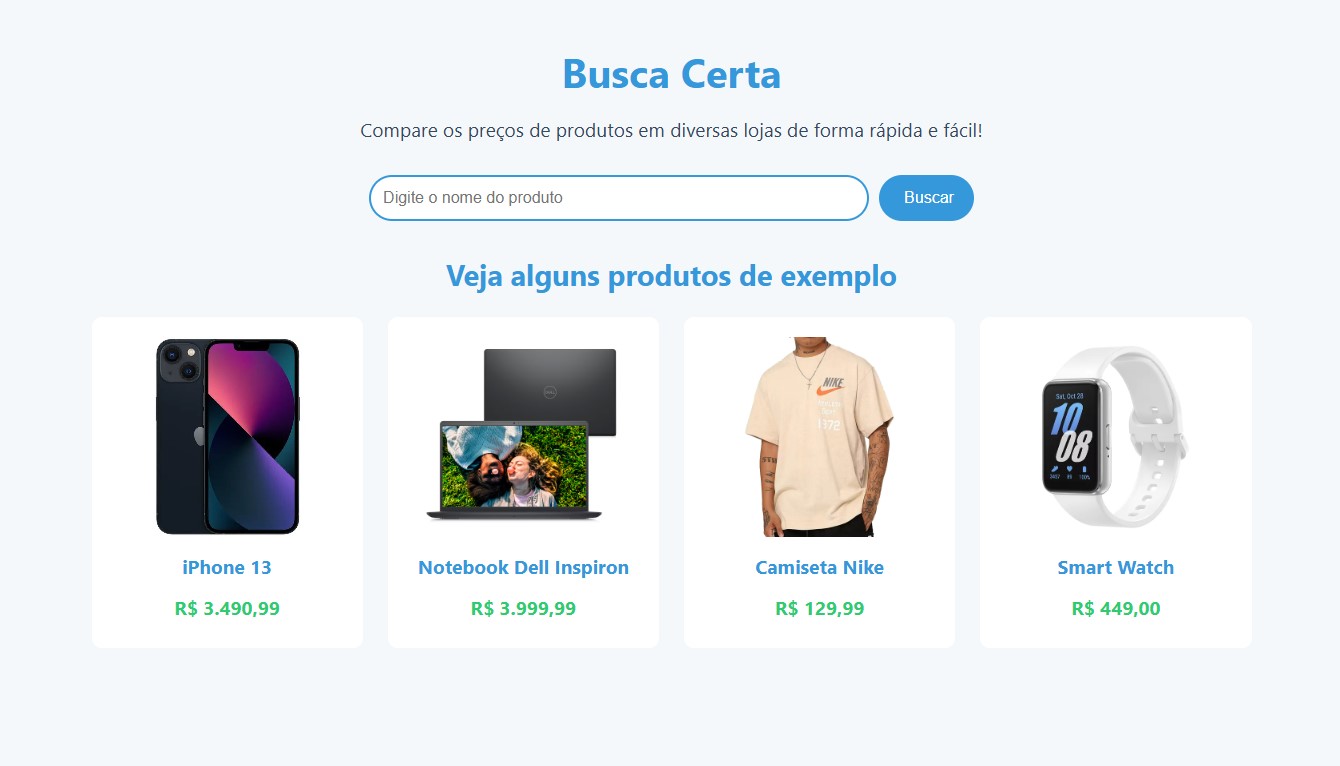 Busca Certa
Compare os preços de produtos em diversas lojas de forma rápida e fácil!
Digite o nome do produto
Buscar
Veja alguns produtos de exemplo
NIKE
1972
Sat, Oct 28
10
08
100%
iPhone 13
Notebook Dell Inspiron
Camiseta Nike
Smart Watch
R$ 3.490,99
R$ 3.999,99
R$ 129,99
R$ 449,00